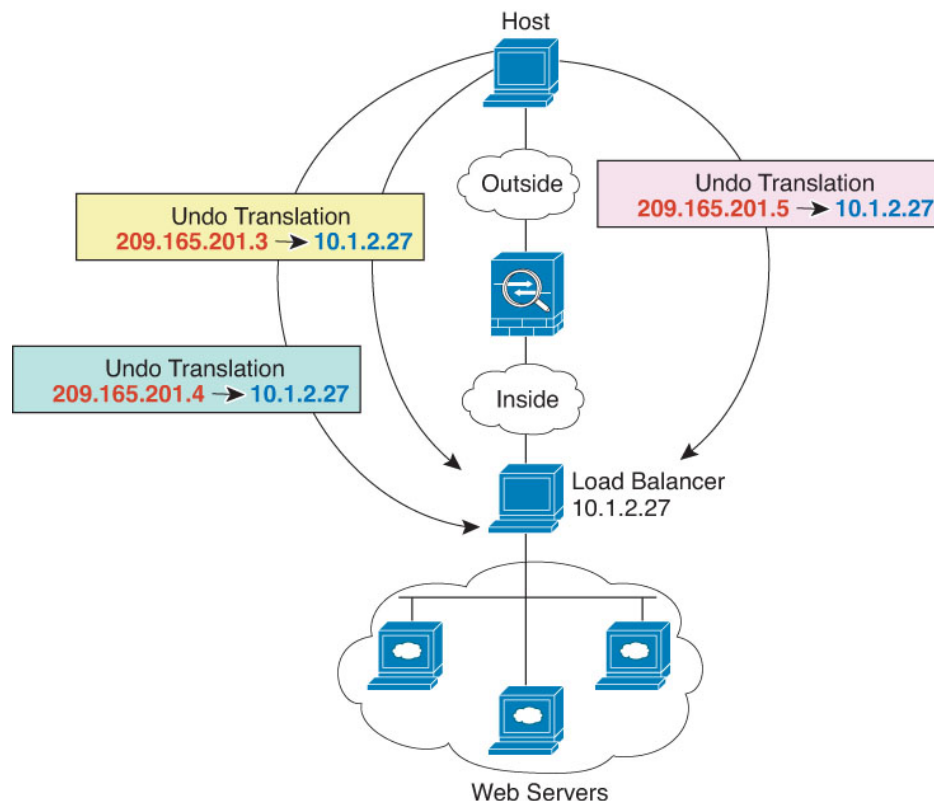 Host
Outside
Undo Translation
209.165.201.5 → 10.1.2.27
Undo Translation
209.165.201.3 → 10.1.2.27
Undo Translation
209.165.201.4 → 10.1.2.27
Inside
Load Balancer
10.1.2.27
Web Servers